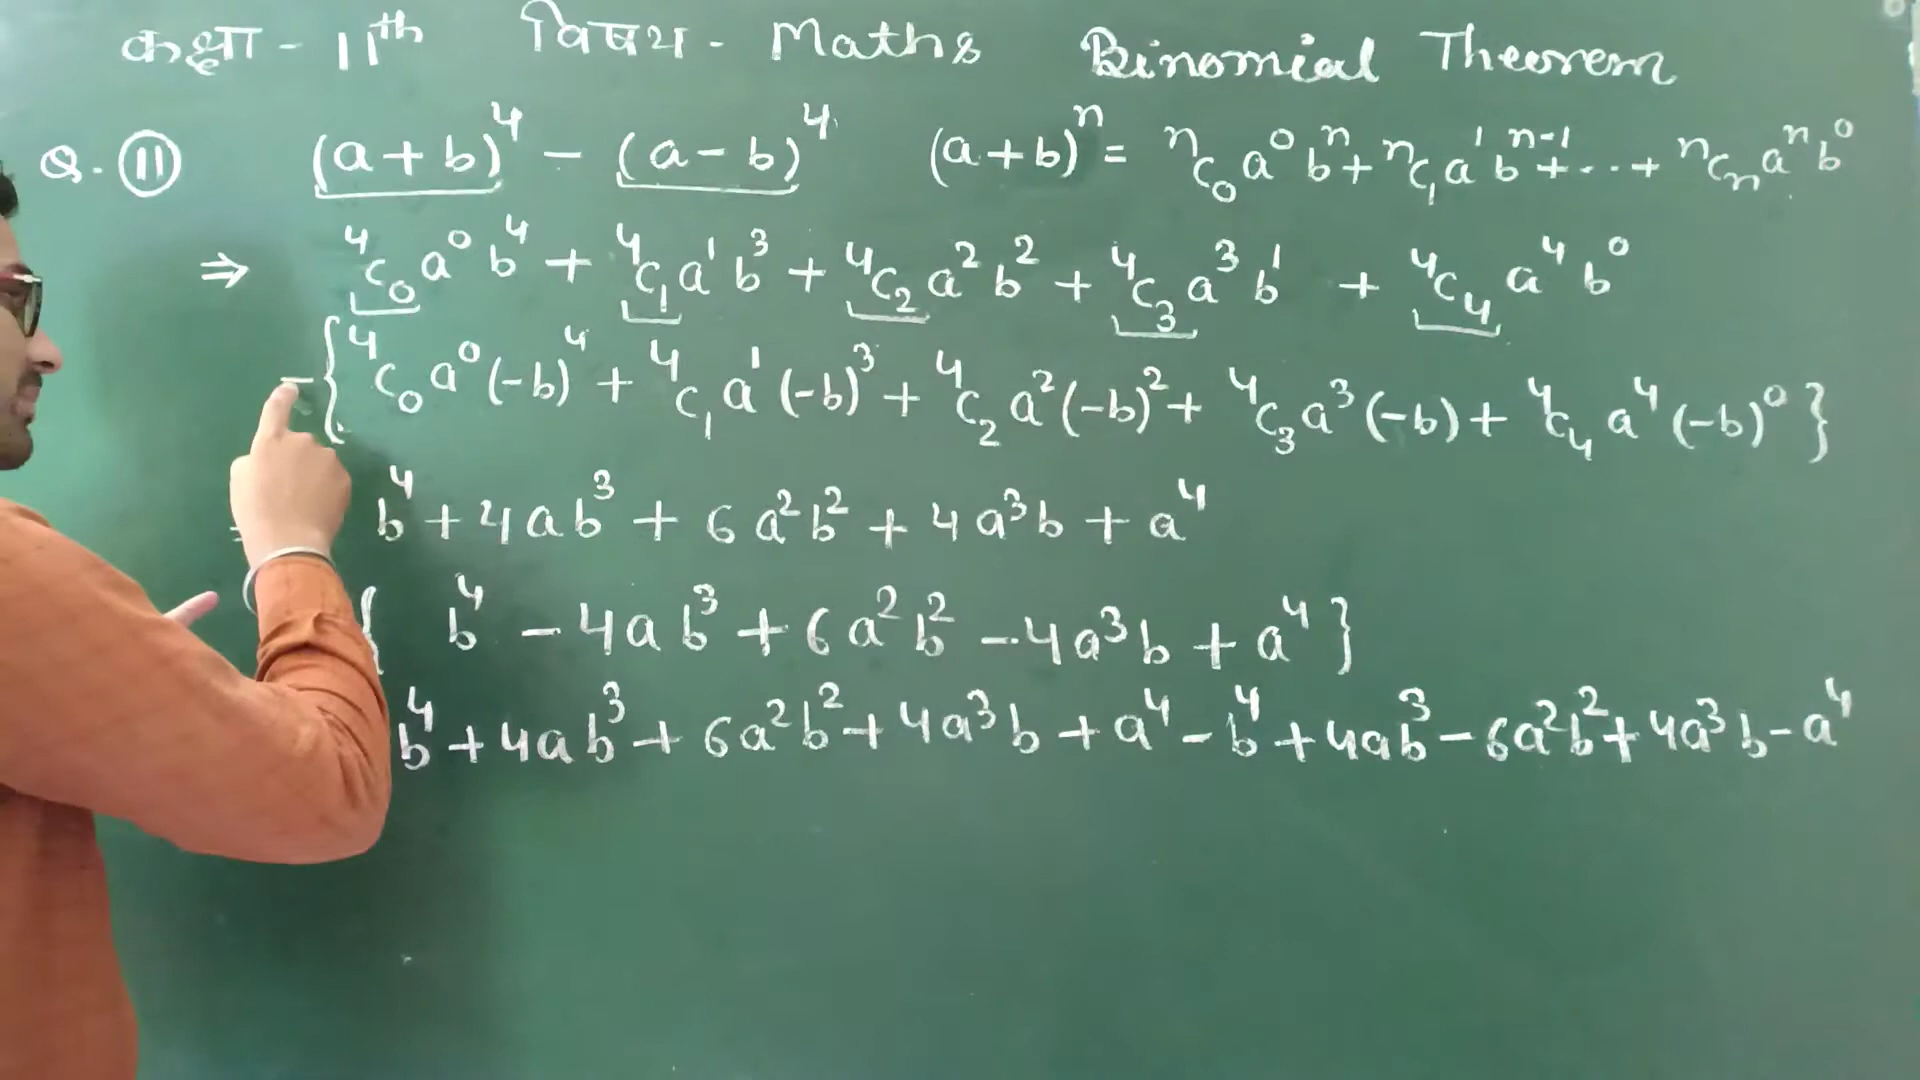 कक्षा - 11th विषय - Maths Binomial Theorem
Q. 11 (a+b)⁴ - (a-b)⁴ (a+b)ⁿ = ⁿC₀a⁰bⁿ + ⁿC₁a¹bⁿ⁻¹ + ... + ⁿCₙaⁿb⁰
⇒ ⁴C₀a⁰b⁴ + ⁴C₁a¹b³ + ⁴C₂a²b² + ⁴C₃a³b¹ + ⁴C₄a⁴b⁰
- {⁴C₀a⁰(-b)⁴ + ⁴C₁a¹(-b)³ + ⁴C₂a²(-b)² + ⁴C₃a³(-b) + ⁴C₄a⁴(-b)⁰}
b⁴ + 4ab³ + 6a²b² + 4a³b + a⁴
{b⁴ - 4ab³ + 6a²b² - 4a³b + a⁴}
b⁴ + 4ab³ + 6a²b² + 4a³b + a⁴ - b⁴ + 4ab³ - 6a²b² + 4a³b - a⁴